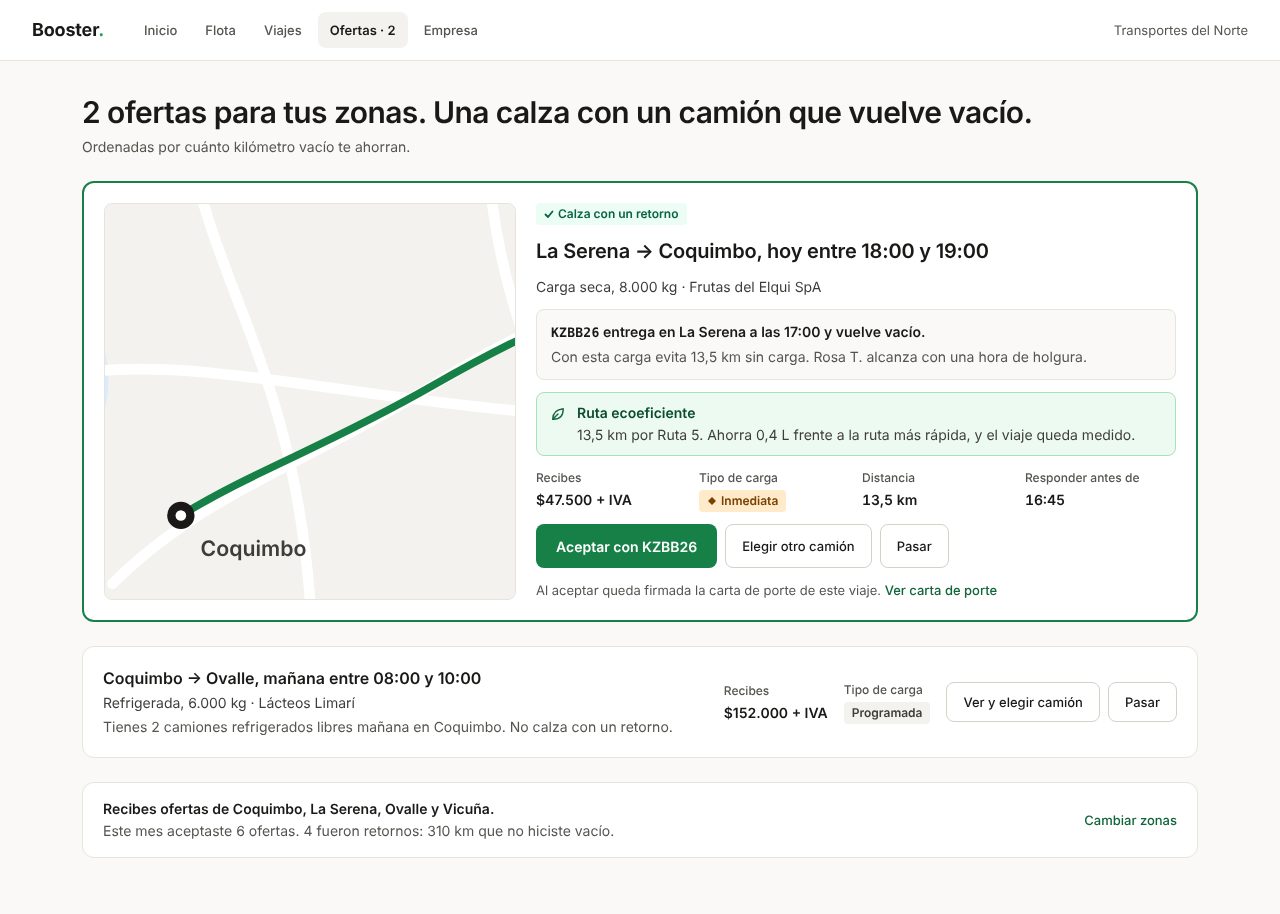 Booster.
Inicio
Flota
Viajes
Ofertas · 2
Empresa
Transportes del Norte
2 ofertas para tus zonas. Una calza con un camión que vuelve vacío.
Ordenadas por cuánto kilómetro vacío te ahorran.
Coquimbo
Calza con un retorno
La Serena → Coquimbo, hoy entre 18:00 y 19:00
Carga seca, 8.000 kg · Frutas del Elqui SpA
KZBB26 entrega en La Serena a las 17:00 y vuelve vacío.
Con esta carga evita 13,5 km sin carga. Rosa T. alcanza con una hora de holgura.
Ruta ecoeficiente
13,5 km por Ruta 5. Ahorra 0,4 L frente a la ruta más rápida, y el viaje queda medido.
Recibes
$47.500 + IVA
Tipo de carga
Inmediata
Distancia
13,5 km
Responder antes de
16:45
Aceptar con KZBB26
Elegir otro camión
Pasar
Al aceptar queda firmada la carta de porte de este viaje. Ver carta de porte
Coquimbo → Ovalle, mañana entre 08:00 y 10:00
Refrigerada, 6.000 kg · Lácteos Limarí
Tienes 2 camiones refrigerados libres mañana en Coquimbo. No calza con un retorno.
Recibes
$152.000 + IVA
Tipo de carga
Programada
Ver y elegir camión
Pasar
Recibes ofertas de Coquimbo, La Serena, Ovalle y Vicuña.
Este mes aceptaste 6 ofertas. 4 fueron retornos: 310 km que no hiciste vacío.
Cambiar zonas